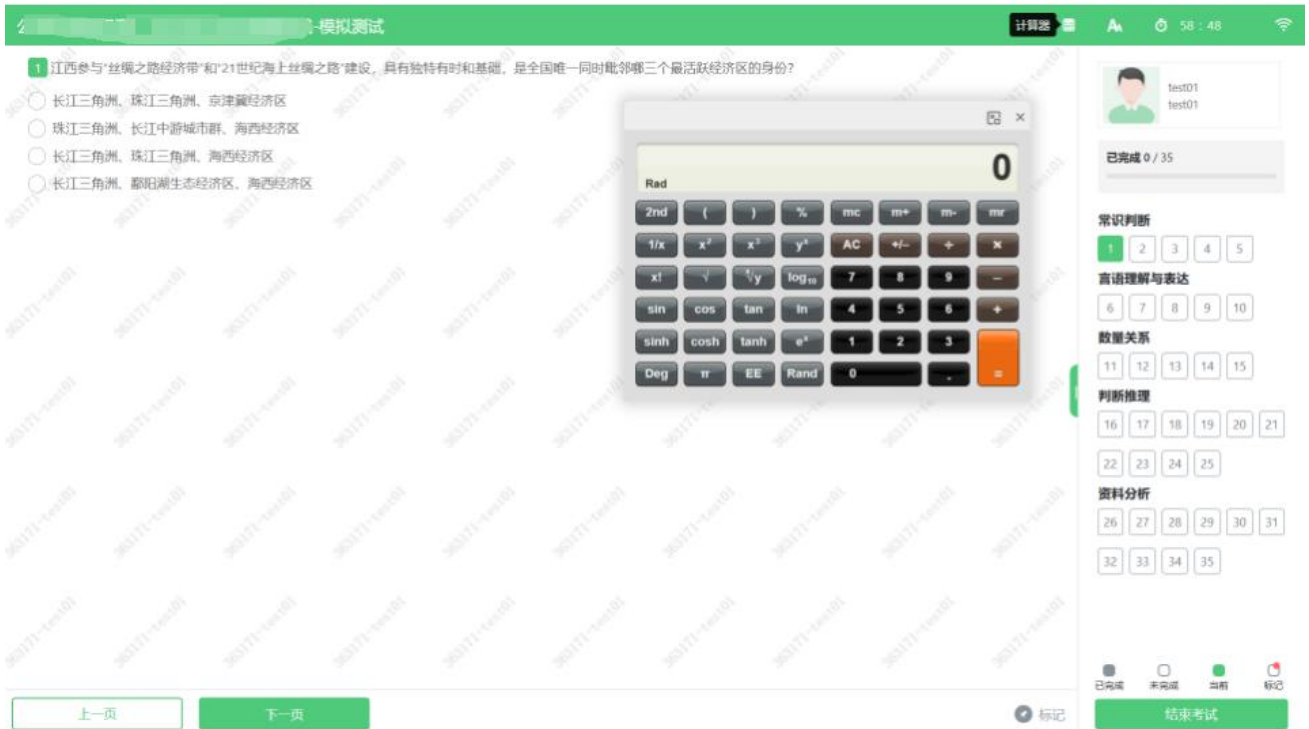 -模拟测试
计算器
58 : 48
1 江西参与"丝绸之路经济带"和"21世纪海上丝绸之路"建设，具有独特有时和基础，是全国唯一同时毗邻哪三个最活跃经济区的身份?
长江三角洲、珠江三角洲、京津冀经济区
珠江三角洲、长江中游城市群、海西经济区
长江三角洲、珠江三角洲、海西经济区
长江三角洲、鄱阳湖生态经济区、海西经济区
0
Rad
2nd ( ) % mc m+ m- mr
1/x x² x³ yˣ AC +/− ÷ ×
x! √ ˣ√y log₁₀ 7 8 9 −
sin cos tan ln 4 5 6 +
sinh cosh tanh eˣ 1 2 3
Deg π EE Rand 0 . =
test01
test01
已完成 0 / 35
常识判断
1 2 3 4 5
言语理解与表达
6 7 8 9 10
数量关系
11 12 13 14 15
判断推理
16 17 18 19 20 21
22 23 24 25
资料分析
26 27 28 29 30 31
32 33 34 35
已完成 未完成 当前 标记
上一页 下一页 标记 结束考试
363171-test01